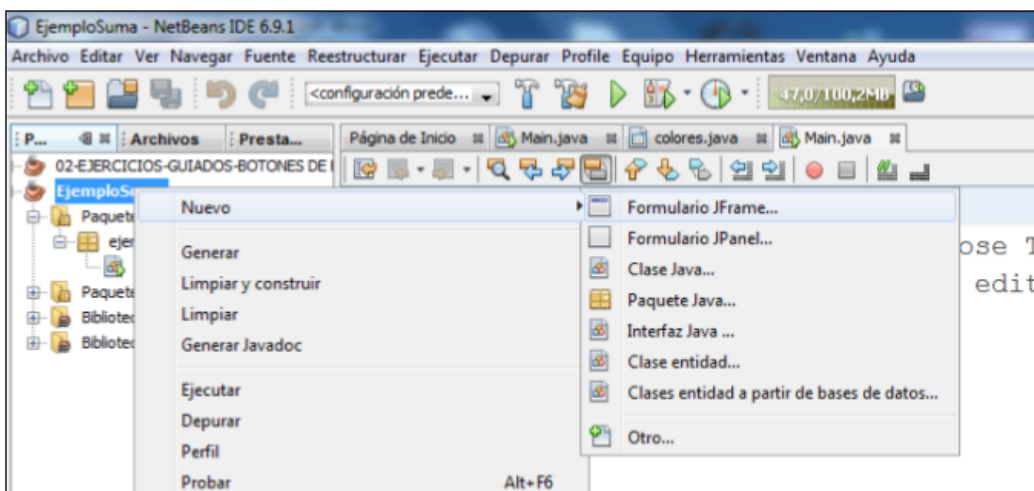 EjemploSuma - NetBeans IDE 6.9.1
Archivo Editar Ver Navegar Fuente Reestructurar Ejecutar Depurar Profile Equipo Herramientas Ventana Ayuda
<configuración prede... 47,0/100,2MB
P... Archivos Presta... Página de Inicio Main.java colores.java Main.java
02-EJERCICIOS-GUIADOS-BOTONES DE
EjemploSu
Nuevo Formulario JFrame...
Paquete
Formulario JPanel...
ose T
ejer
Generar
Clase Java...
edit
Limpiar y construir
Paquete Java...
Paquete
Limpiar
Interfaz Java ...
Bibliotec
Generar Javadoc
Bibliotec
Clase entidad...
Ejecutar
Clases entidad a partir de bases de datos...
Depurar
Otro...
Perfil
Probar Alt+F6